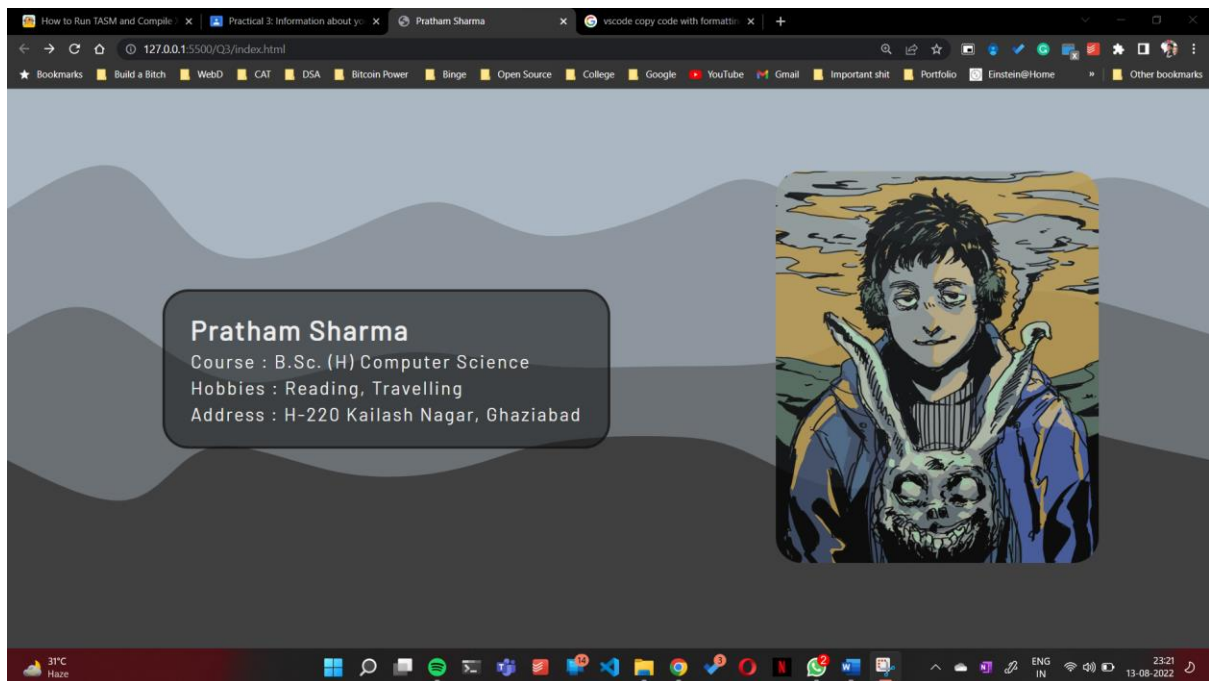 How to Run TASM and Compile
Practical 3: Information about yo
Pratham Sharma
vscode copy code with formattin
127.0.0.1:5500/Q3/index.html
Bookmarks
Build a Bitch
WebD
CAT
DSA
Bitcoin Power
Binge
Open Source
College
Google
YouTube
Gmail
Important shit
Portfolio
Einstein@Home
»
Other bookmarks
Pratham Sharma
Course : B.Sc. (H) Computer Science
Hobbies : Reading, Travelling
Address : H-220 Kailash Nagar, Ghaziabad
31°C
Haze
14
3
2
ENG
IN
23:21
13-08-2022